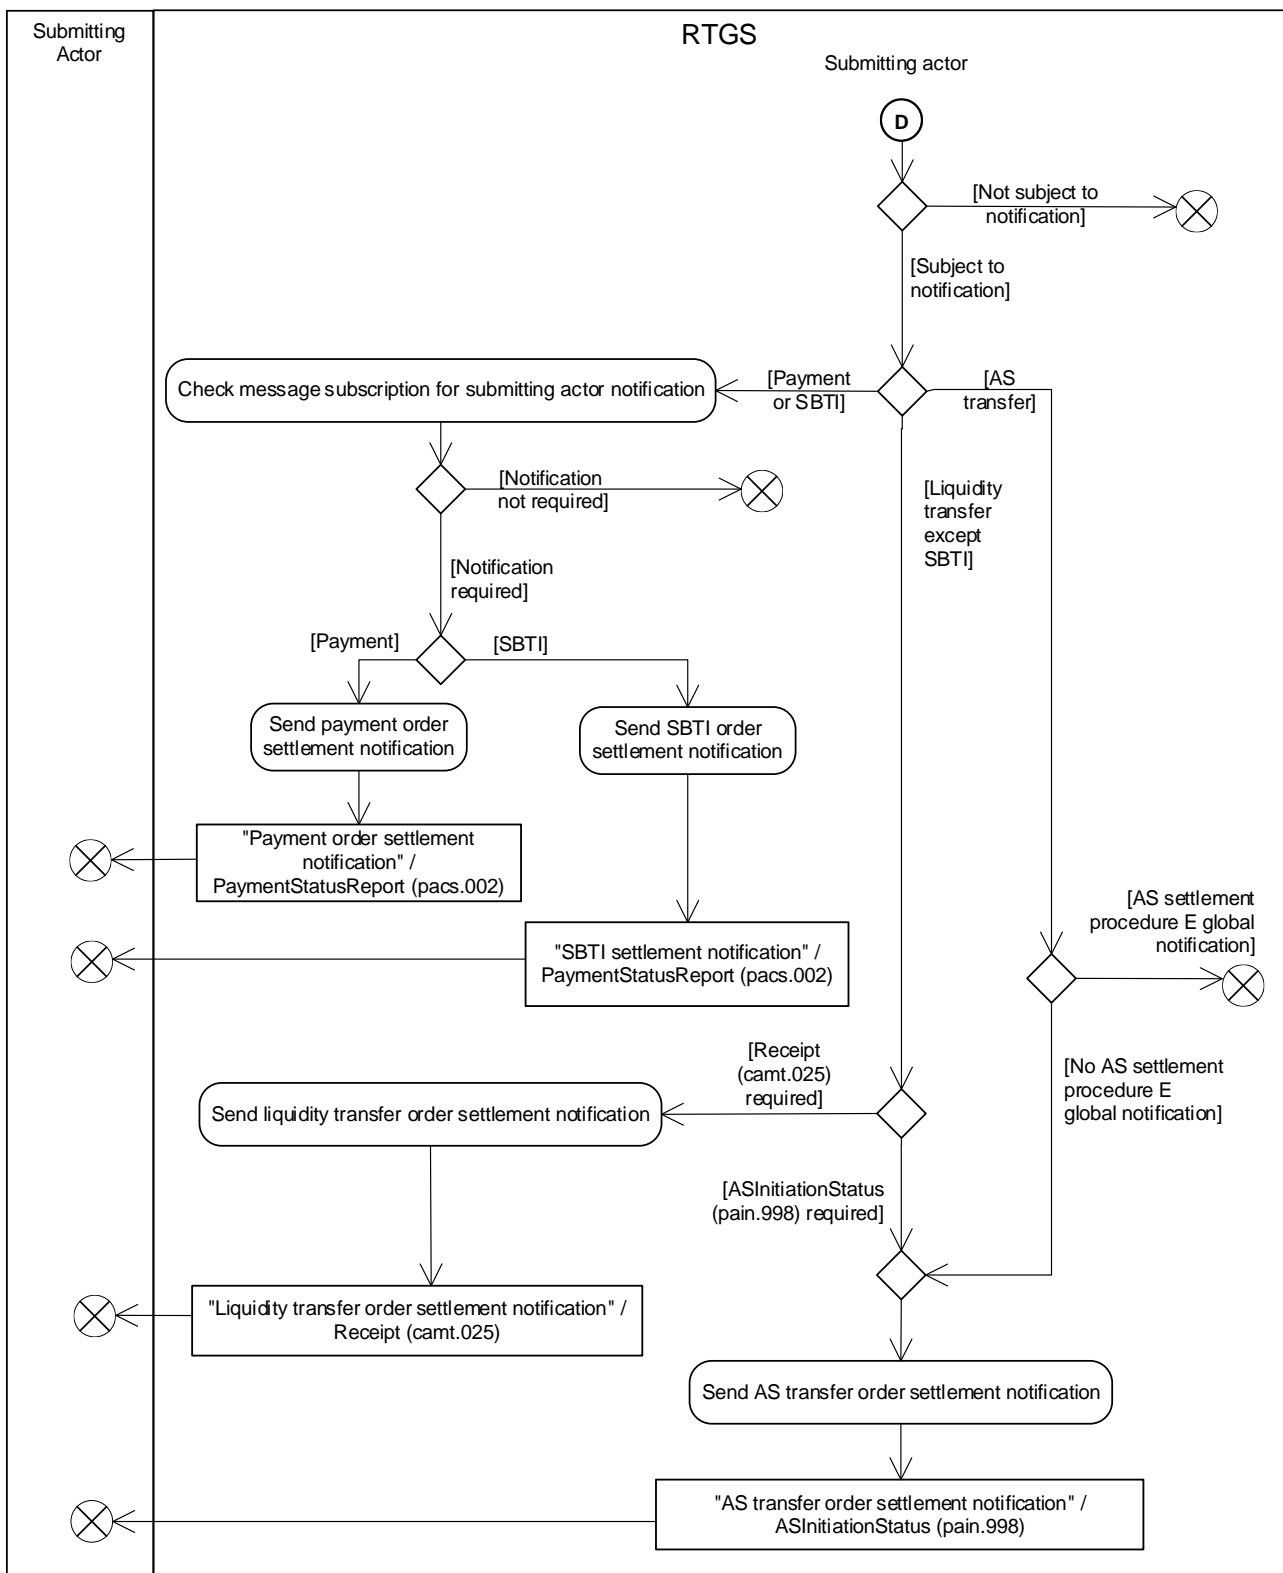 Submitting
Actor
RTGS
Submitting actor
D
[Not subject to
notification]
[Subject to
notification]
Check message subscription for submitting actor notification
[Payment
or SBTI]
[AS
transfer]
[Notification
not required]
[Liquidity
transfer
except
SBTI]
[Notification
required]
[Payment]
[SBTI]
Send payment order
settlement notification
Send SBTI order
settlement notification
"Payment order settlement
notification" /
PaymentStatusReport (pacs.002)
"SBTI settlement notification" /
PaymentStatusReport (pacs.002)
[AS settlement
procedure E global
notification]
[Receipt
(camt.025)
required]
[No AS settlement
procedure E
global notification]
Send liquidity transfer order settlement notification
[ASInitiationStatus
(pain.998) required]
"Liquidity transfer order settlement notification" /
Receipt (camt.025)
Send AS transfer order settlement notification
"AS transfer order settlement notification" /
ASInitiationStatus (pain.998)